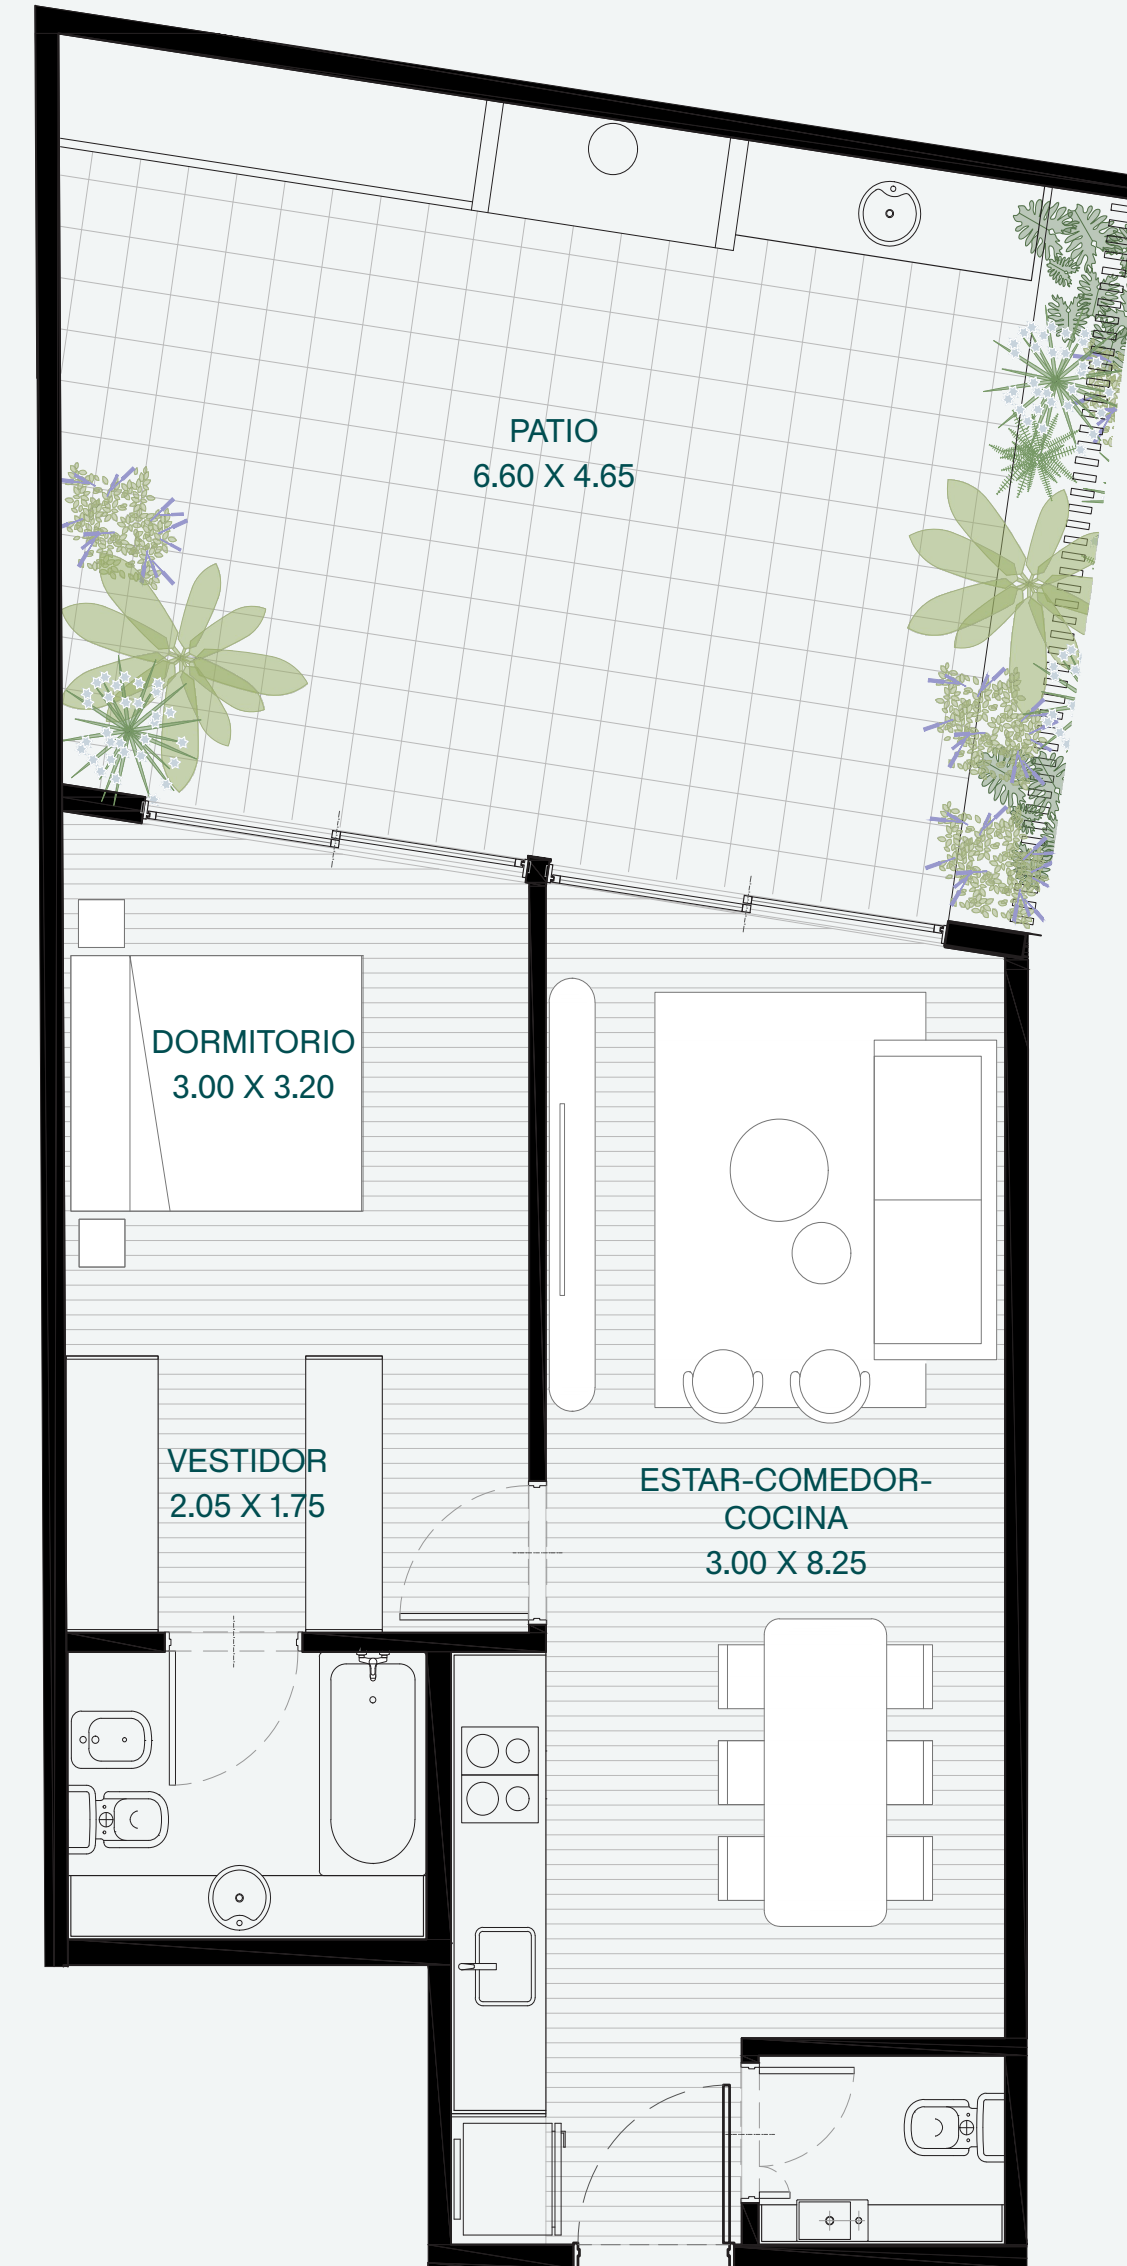 PATIO
6.60 X 4.65
DORMITORIO
3.00 X 3.20
VESTIDOR
2.05 X 1.75
ESTAR-COMEDOR-
COCINA
3.00 X 8.25